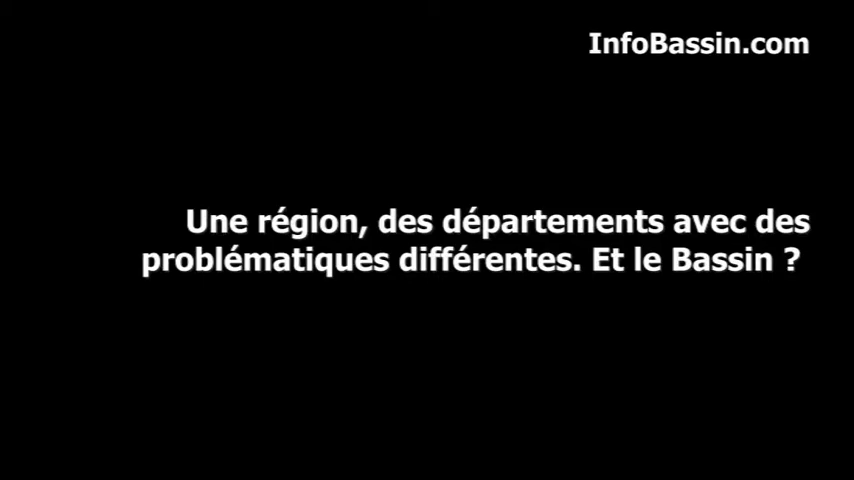 InfoBassin.com
Une région, des départements avec des
problématiques différentes. Et le Bassin ?